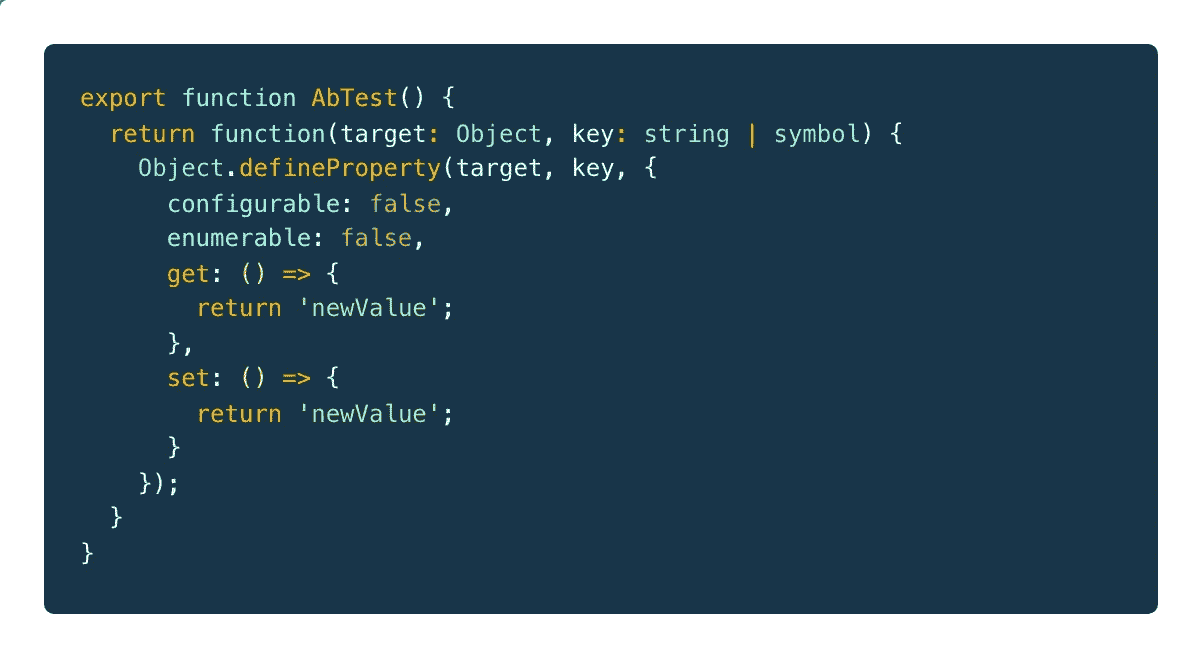 export function AbTest() {
  return function(target: Object, key: string | symbol) {
    Object.defineProperty(target, key, {
      configurable: false,
      enumerable: false,
      get: () => {
        return 'newValue';
      },
      set: () => {
        return 'newValue';
      }
    });
  }
}